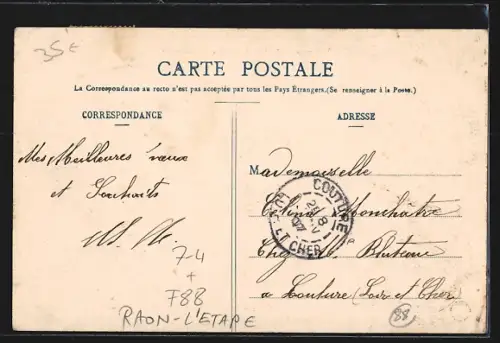 35€
CARTE POSTALE
La Correspondance au recto n'est pas acceptée par tous les Pays Étrangers.(Se renseigner à la Poste.)
CORRESPONDANCE
ADRESSE
Mes Meilleures vœux
et Souhaits
7-4
+
F88
RAON-L'ETAPE
Mademoiselle
COUTURE
LOIR ET CHER
Chez M.
à Couture (Loir et Cher)
88